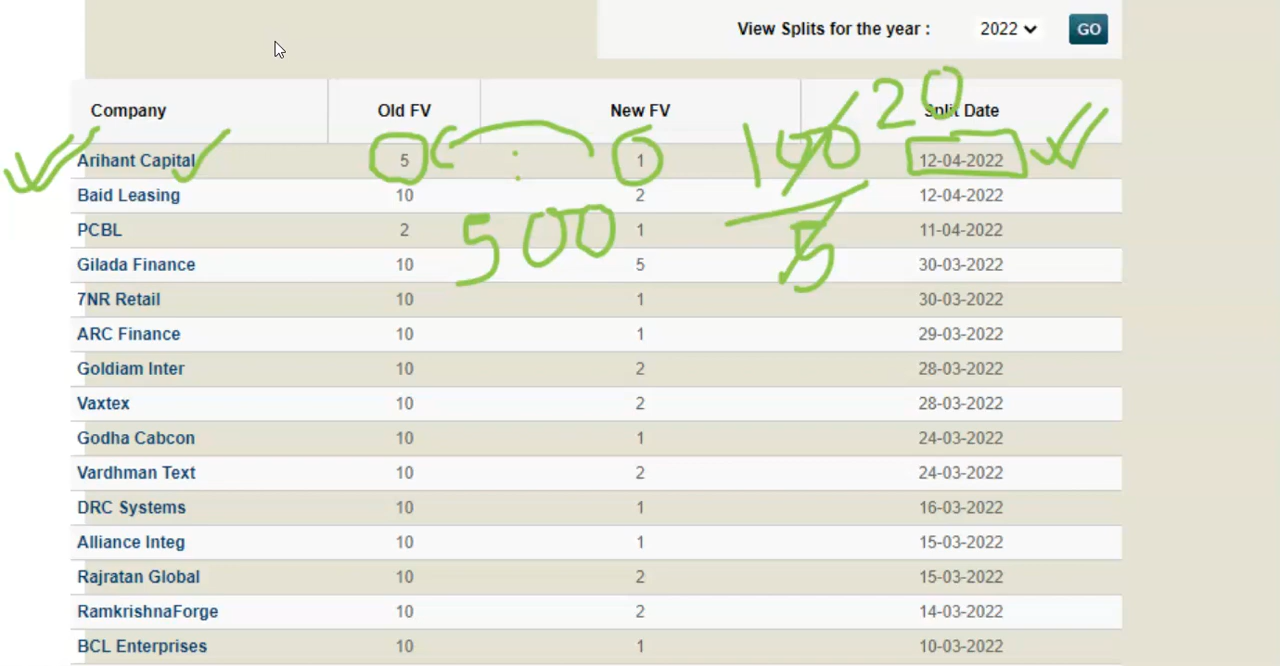 View Splits for the year : 2022 GO
Company Old FV New FV Split Date
20
Arihant Capital 5 : 1 100 12-04-2022
Baid Leasing 10 2 12-04-2022
PCBL 2 500 1 5 11-04-2022
Gilada Finance 10 5 30-03-2022
7NR Retail 10 1 30-03-2022
ARC Finance 10 1 29-03-2022
Goldiam Inter 10 2 28-03-2022
Vaxtex 10 2 28-03-2022
Godha Cabcon 10 1 24-03-2022
Vardhman Text 10 2 24-03-2022
DRC Systems 10 1 16-03-2022
Alliance Integ 10 1 15-03-2022
Rajratan Global 10 2 15-03-2022
RamkrishnaForge 10 2 14-03-2022
BCL Enterprises 10 1 10-03-2022